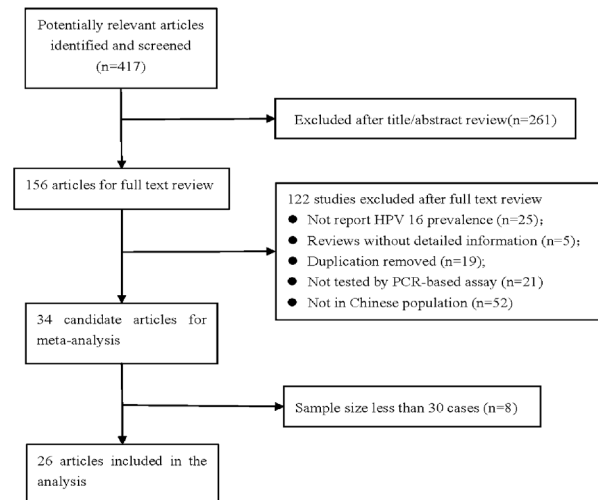 Potentially relevant articles
identified and screened
(n=417)
Excluded after title/abstract review(n=261)
156 articles for full text review
122 studies excluded after full text review
● Not report HPV 16 prevalence (n=25);
● Reviews without detailed information (n=5);
● Duplication removed (n=19);
● Not tested by PCR-based assay (n=21)
● Not in Chinese population (n=52)
34 candidate articles for
meta-analysis
Sample size less than 30 cases (n=8)
26 articles included in the
analysis